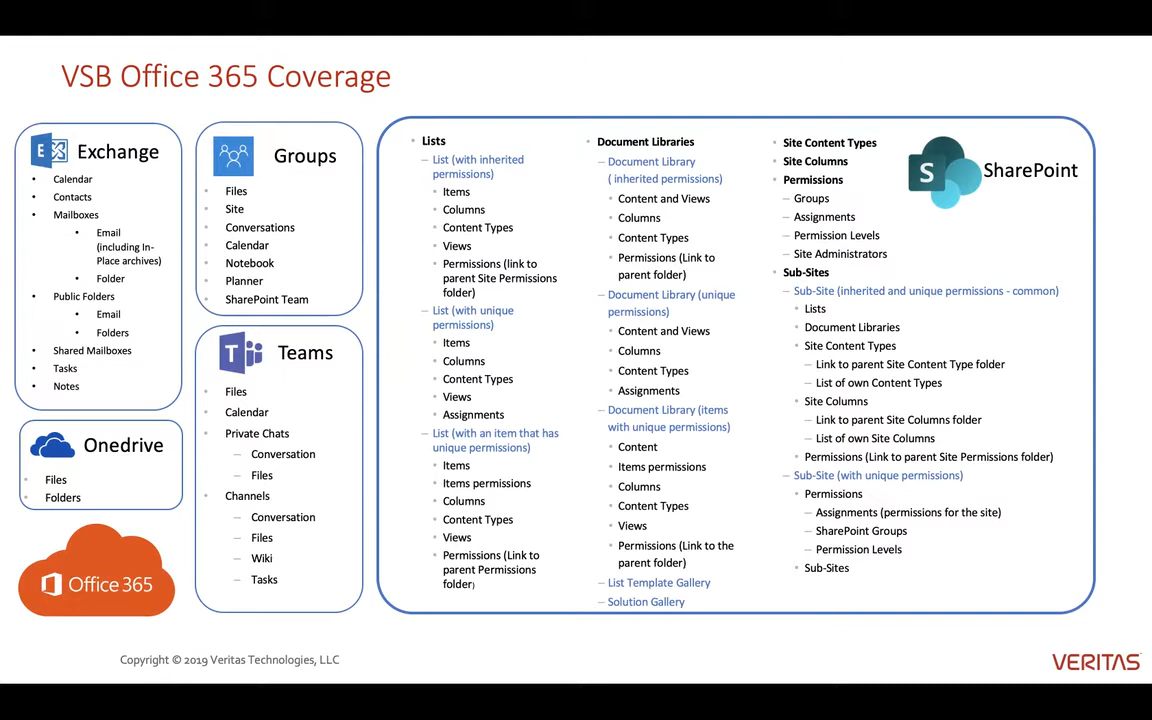 VSB Office 365 Coverage
Exchange
Calendar
Contacts
Mailboxes
Email
(including In-
Place archives)
Folder
Public Folders
Email
Folders
Shared Mailboxes
Tasks
Notes
Onedrive
Files
Folders
Office 365
Groups
Files
Site
Conversations
Calendar
Notebook
Planner
SharePoint Team
Teams
Files
Calendar
Private Chats
Conversation
Files
Channels
Conversation
Files
Wiki
Tasks
Lists
List (with inherited
permissions)
Items
Columns
Content Types
Views
Permissions (link to
parent Site Permissions
folder)
List (with unique
permissions)
Items
Columns
Content Types
Views
Assignments
List (with an item that has
unique permissions)
Items
Items permissions
Columns
Content Types
Views
Permissions (Link to
parent Permissions
folder)
Document Libraries
Document Library
( inherited permissions)
Content and Views
Columns
Content Types
Permissions (Link to
parent folder)
Document Library (unique
permissions)
Content and Views
Columns
Content Types
Assignments
Document Library (items
with unique permissions)
Content
Items permissions
Columns
Content Types
Views
Permissions (Link to the
parent folder)
List Template Gallery
Solution Gallery
SharePoint
Site Content Types
Site Columns
Permissions
Groups
Assignments
Permission Levels
Site Administrators
Sub-Sites
Sub-Site (inherited and unique permissions - common)
Lists
Document Libraries
Site Content Types
Link to parent Site Content Type folder
List of own Content Types
Site Columns
Link to parent Site Columns folder
List of own Site Columns
Permissions (Link to parent Site Permissions folder)
Sub-Site (with unique permissions)
Permissions
Assignments (permissions for the site)
SharePoint Groups
Permission Levels
Sub-Sites
Copyright © 2019 Veritas Technologies, LLC
VERITAS